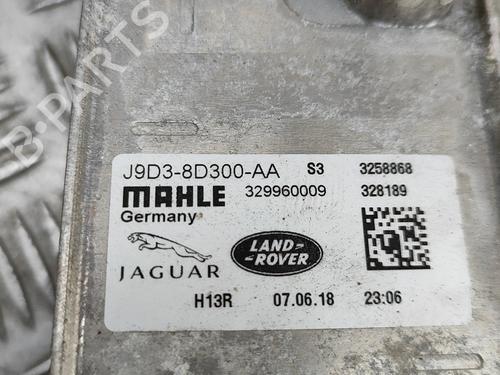 B-PARTS
J9D3-8D300-AA S3 3258868
MAHLE 329960009 328189
Germany
JAGUAR
LAND-
ROVER
H13R 07.06.18 23:06